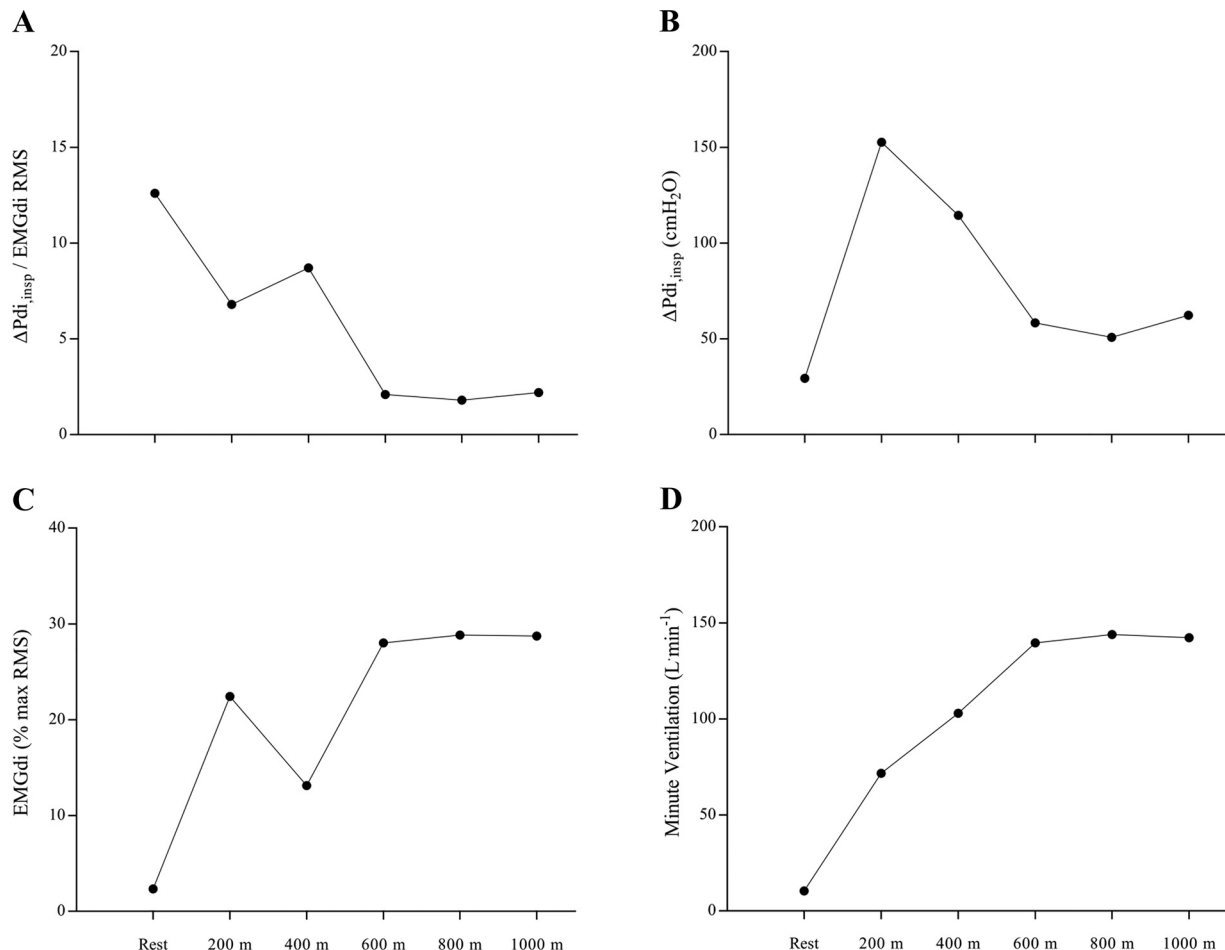 A
ΔPdi,insp / EMGdi RMS
20
15
10
5
0
B
ΔPdi,insp (cmH2O)
200
150
100
50
0
C
EMGdi (% max RMS)
40
30
20
10
0
Rest 200 m 400 m 600 m 800 m 1000 m
D
Minute Ventilation (L·min-1)
200
150
100
50
0
Rest 200 m 400 m 600 m 800 m 1000 m